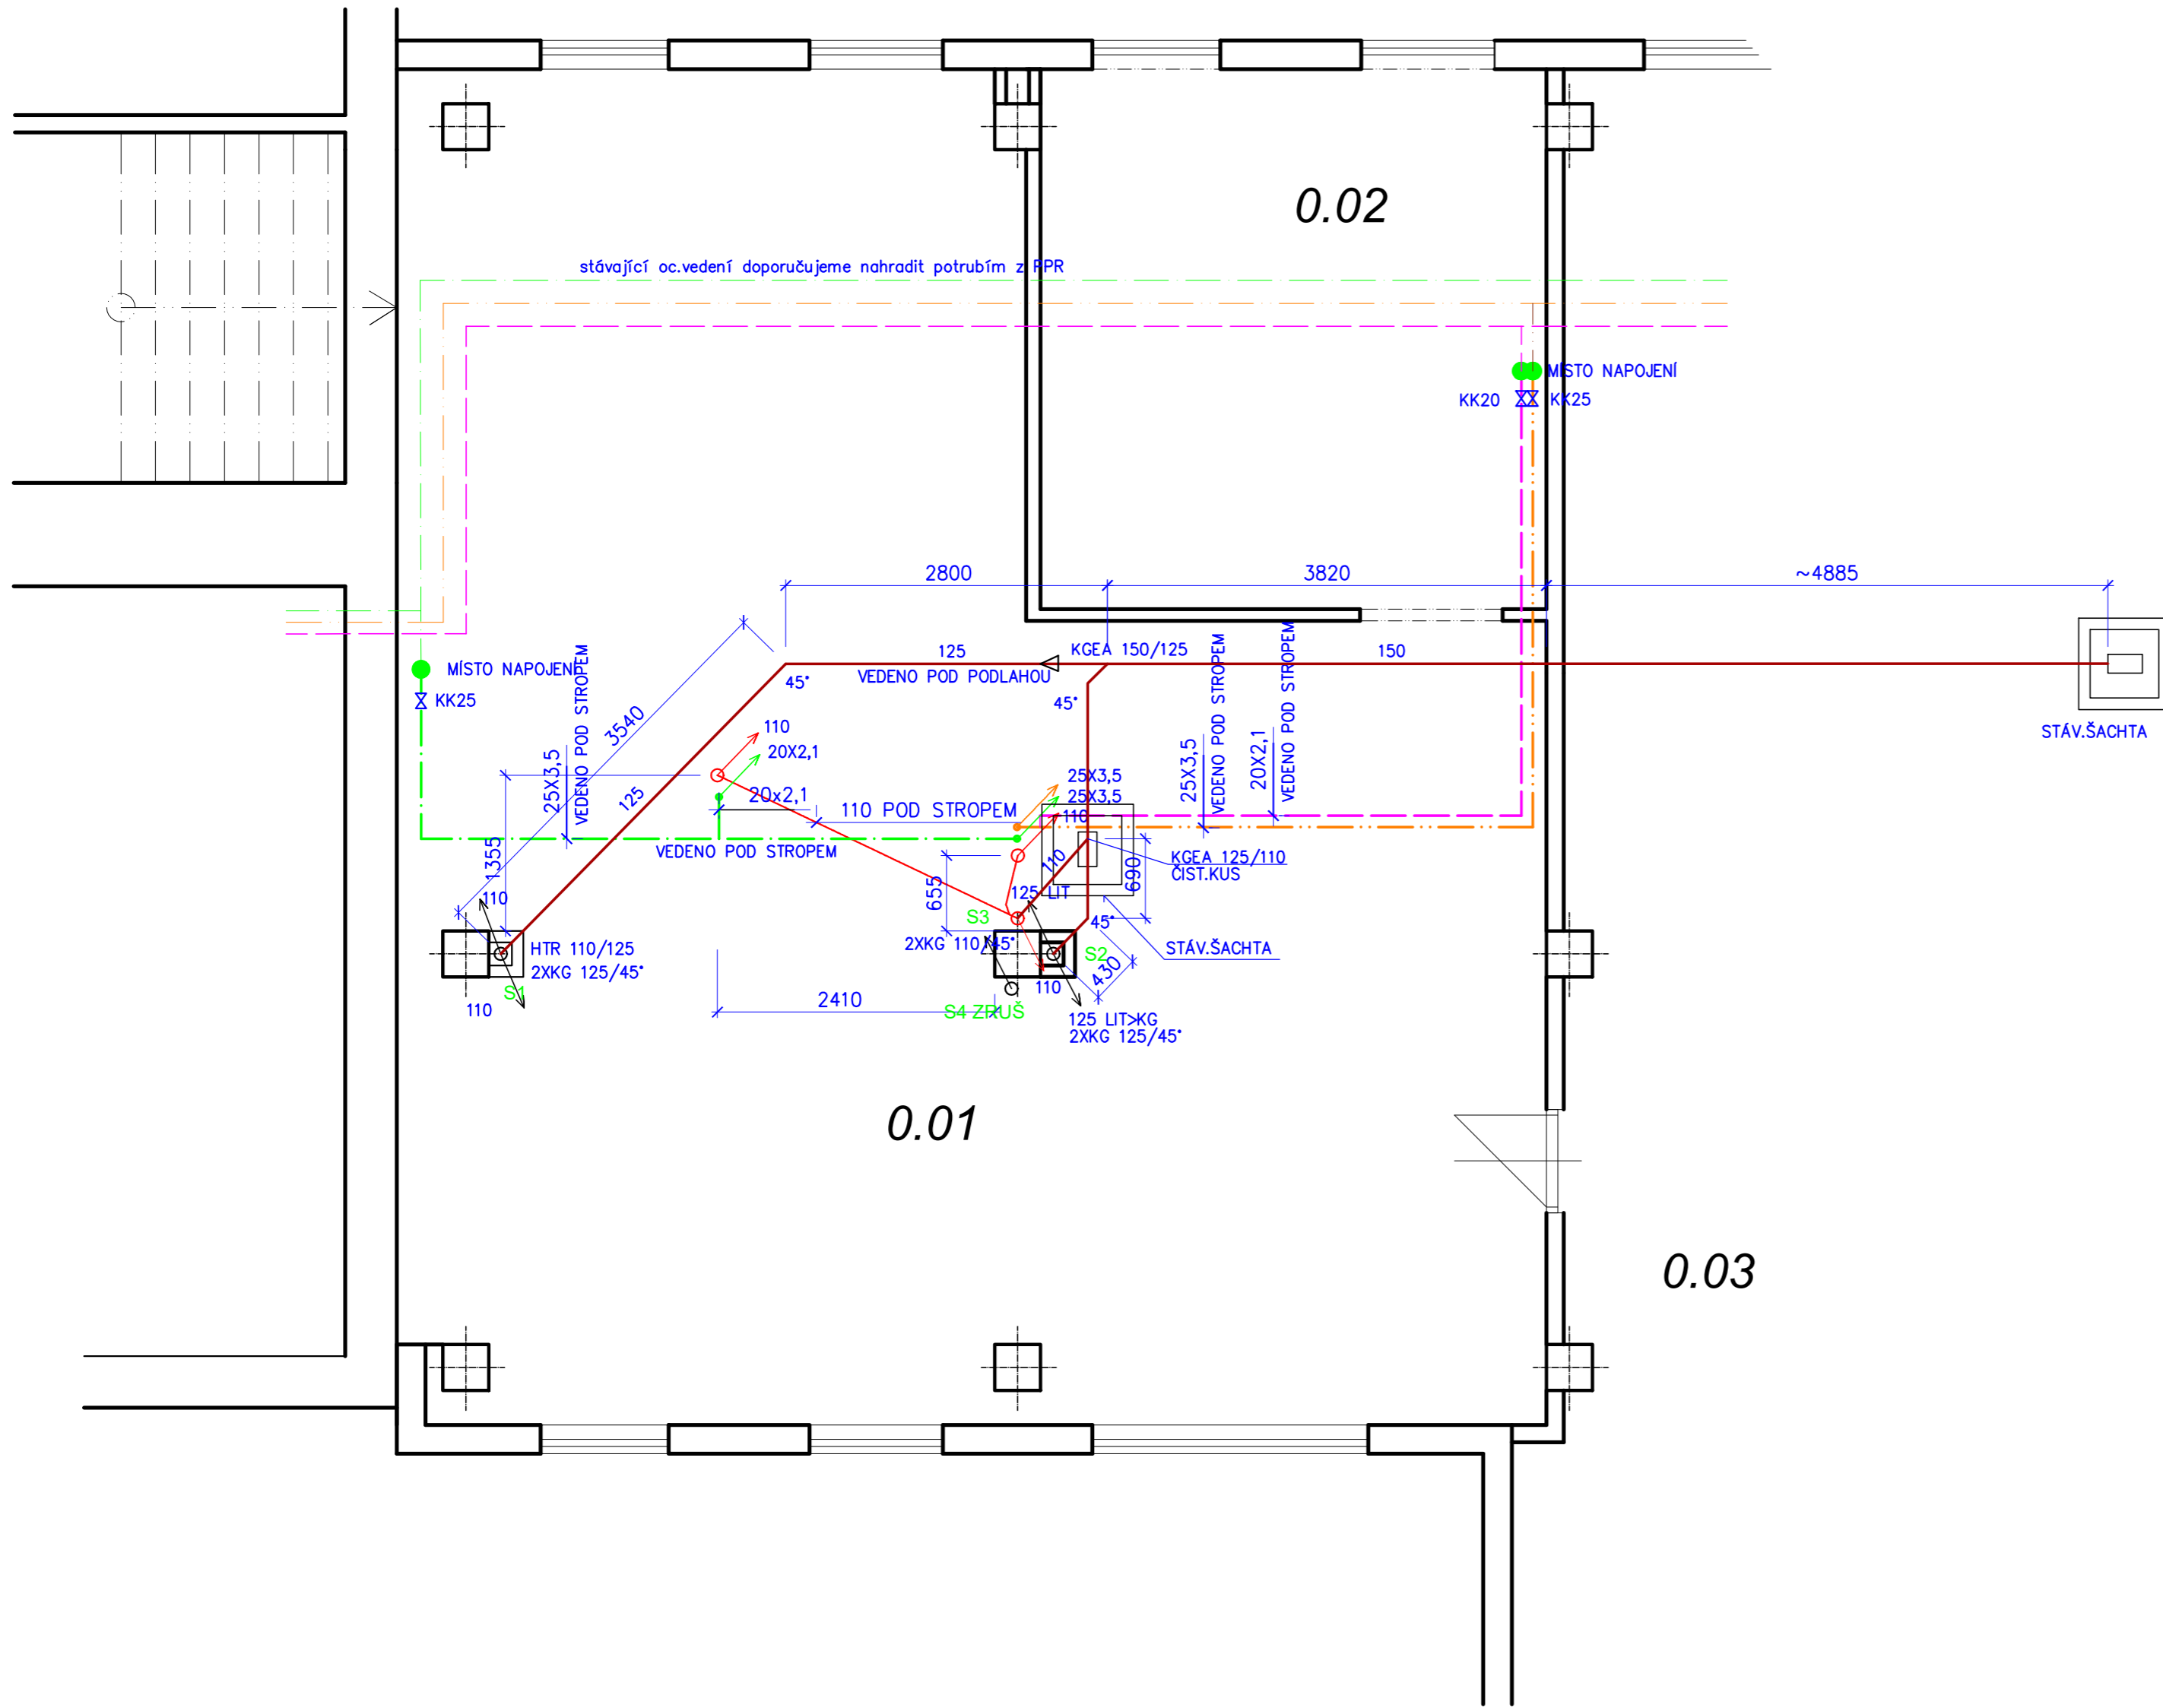 0.02
stávající oc.vedení doporučujeme nahradit potrubím z PPR
MÍSTO NAPOJENÍ
KK20
KK25
2800
3820
~4885
125
KGEA 150/125
150
VEDENO POD PODLAHOU
45°
45°
MÍSTO NAPOJENÍ
KK25
STÁV.ŠACHTA
3540
110
20X2,1
25X3,5
VEDENO POD STROPEM
125
20x2,1
110 POD STROPEM
25X3,5
25X3,5
110
25X3,5
VEDENO POD STROPEM
20X2,1
VEDENO POD STROPEM
1355
VEDENO POD STROPEM
110
KGEA 125/110
ČIST.KUS
655
690
125 LIT
110
S3
45°
2XKG 110/45°
HTR 110/125
2XKG 125/45°
S2
STÁV.ŠACHTA
430
S1
110
110
2410
S4 ZRUŠ
125 LIT>KG
2XKG 125/45°
0.01
0.03